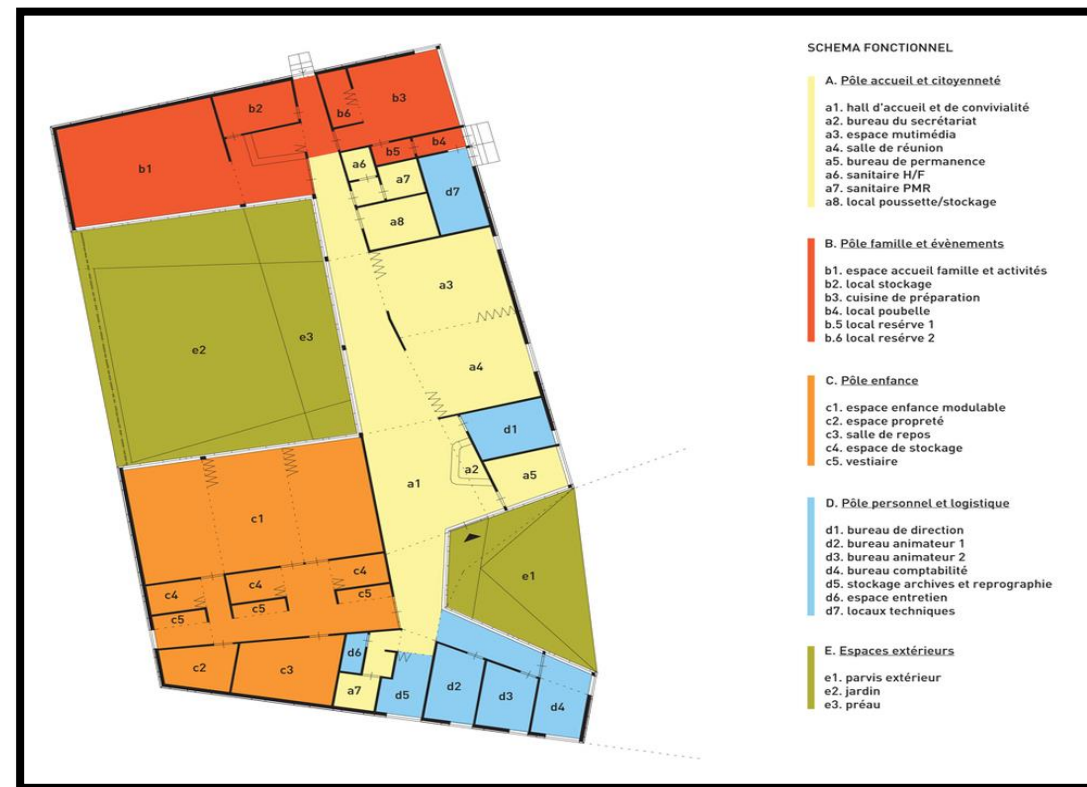 SCHEMA FONCTIONNEL
A. Pôle accueil et citoyenneté
a1. hall d'accueil et de convivialité
a2. bureau du secrétariat
a3. espace mutimédia
a4. salle de réunion
a5. bureau de permanence
a6. sanitaire H/F
a7. sanitaire PMR
a8. local poussette/stockage
B. Pôle famille et évènements
b1. espace accueil famille et activités
b2. local stockage
b3. cuisine de préparation
b4. local poubelle
b.5 local resérve 1
b.6 local resérve 2
C. Pôle enfance
c1. espace enfance modulable
c2. espace propreté
c3. salle de repos
c4. espace de stockage
c5. vestiaire
D. Pôle personnel et logistique
d1. bureau de direction
d2. bureau animateur 1
d3. bureau animateur 2
d4. bureau comptabilité
d5. stockage archives et reprographie
d6. espace entretien
d7. locaux techniques
E. Espaces extérieurs
e1. parvis extérieur
e2. jardin
e3. préau
b2
b3
b6
b1
b5
b4
a6
a7
d7
a8
a3
e3
e2
a4
d1
a2
a5
a1
c1
e1
c4
c4
c4
c5
c5
c5
c2
c3
d6
a7
d5
d2
d3
d4